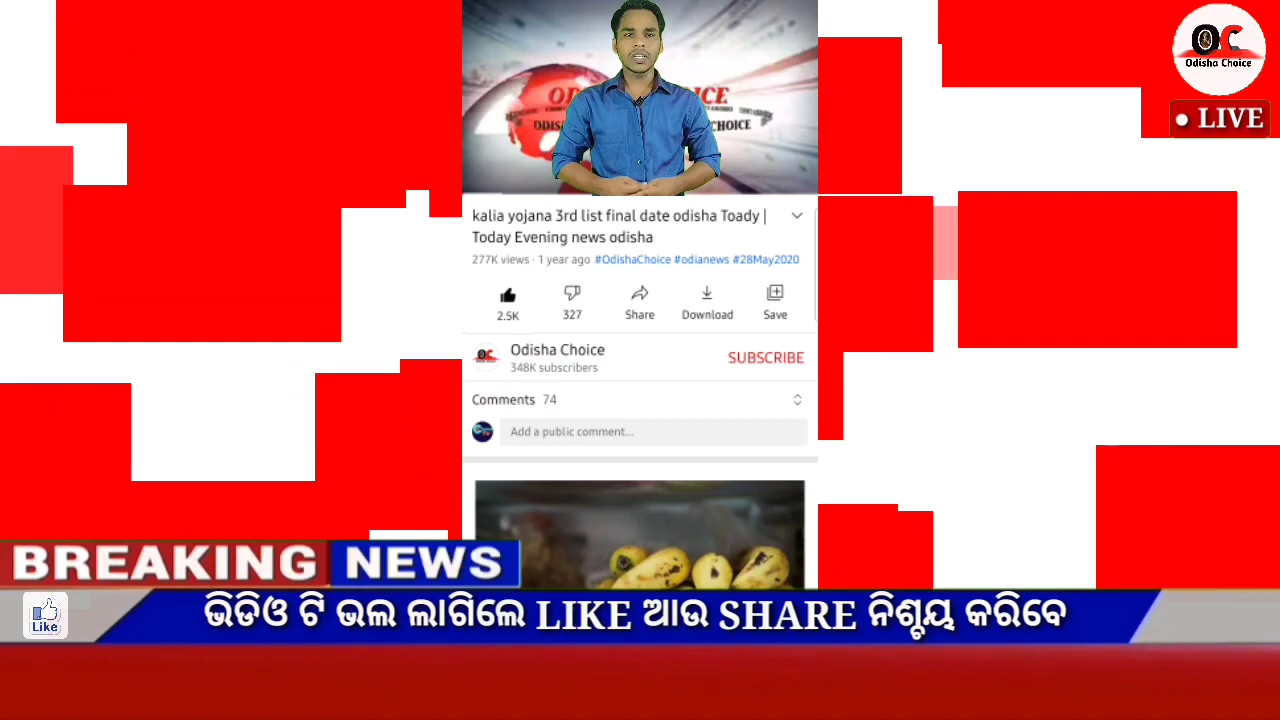 OC
Odisha Choice
LIVE
kalia yojana 3rd list final date odisha Toady |
Today Evening news odisha
277K views · 1 year ago #OdishaChoice #odianews #28May2020
2.5K
327
Share
Download
Save
OC
Odisha Choice
348K subscribers
SUBSCRIBE
Comments 74
Add a public comment...
BREAKING NEWS
Like
ଭିଡିଓ ଟି ଭଲ ଲାଗିଲେ LIKE ଆଉ SHARE ନିଶ୍ଚୟ କରିବେ